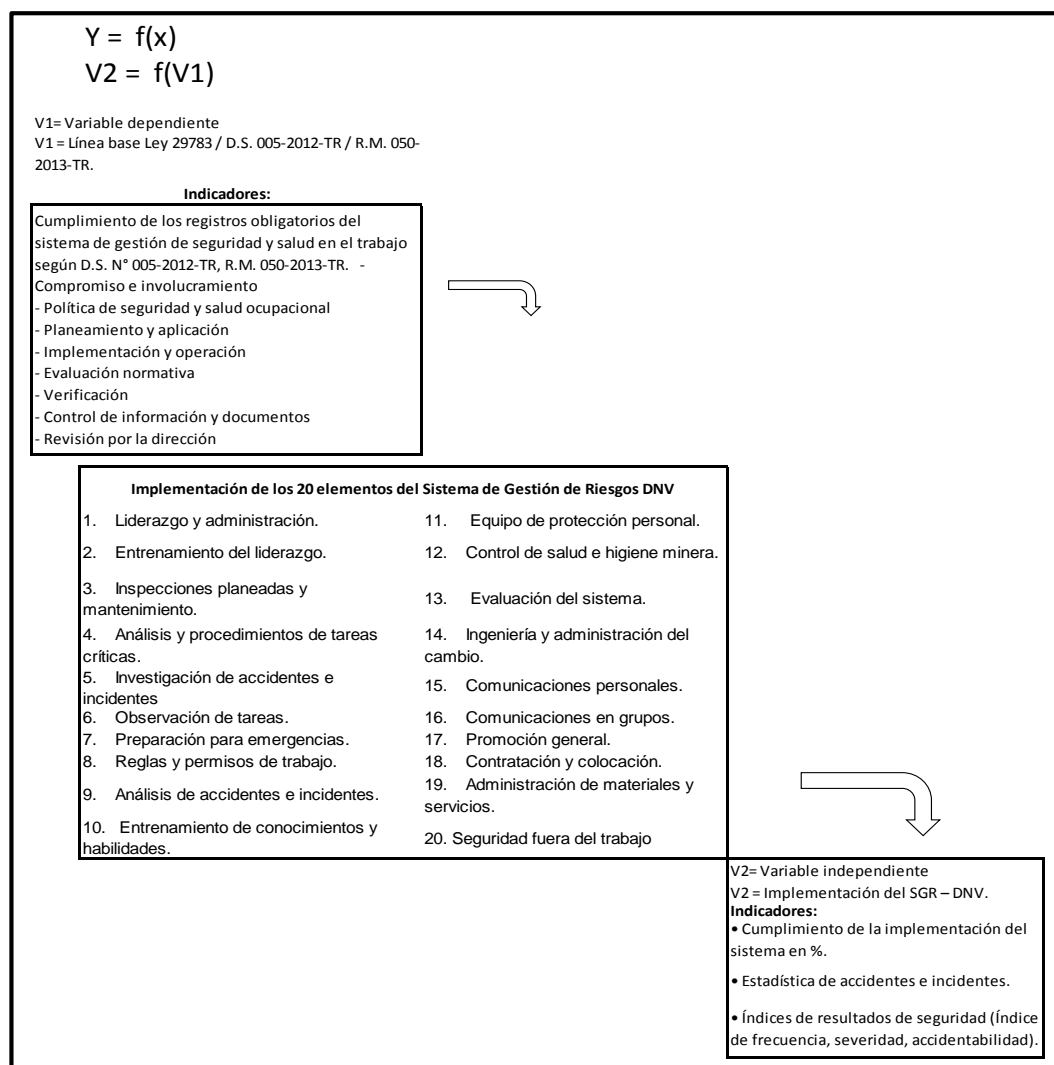 Y = f(x)
V2 = f(V1)
V1= Variable dependiente
V1 = Línea base Ley 29783 / D.S. 005-2012-TR / R.M. 050-
2013-TR.
Indicadores:
Cumplimiento de los registros obligatorios del
sistema de gestión de seguridad y salud en el trabajo
según D.S. N° 005-2012-TR, R.M. 050-2013-TR. -
Compromiso e involucramiento
- Política de seguridad y salud ocupacional
- Planeamiento y aplicación
- Implementación y operación
- Evaluación normativa
- Verificación
- Control de información y documentos
- Revisión por la dirección
Implementación de los 20 elementos del Sistema de Gestión de Riesgos DNV
1. Liderazgo y administración.
2. Entrenamiento del liderazgo.
3. Inspecciones planeadas y
mantenimiento.
4. Análisis y procedimientos de tareas
críticas.
5. Investigación de accidentes e
incidentes
6. Observación de tareas.
7. Preparación para emergencias.
8. Reglas y permisos de trabajo.
9. Análisis de accidentes e incidentes.
10. Entrenamiento de conocimientos y
habilidades.
11. Equipo de protección personal.
12. Control de salud e higiene minera.
13. Evaluación del sistema.
14. Ingeniería y administración del
cambio.
15. Comunicaciones personales.
16. Comunicaciones en grupos.
17. Promoción general.
18. Contratación y colocación.
19. Administración de materiales y
servicios.
20. Seguridad fuera del trabajo
V2= Variable independiente
V2 = Implementación del SGR – DNV.
Indicadores:
• Cumplimiento de la implementación del
sistema en %.
• Estadística de accidentes e incidentes.
• Índices de resultados de seguridad (Índice
de frecuencia, severidad, accidentabilidad).